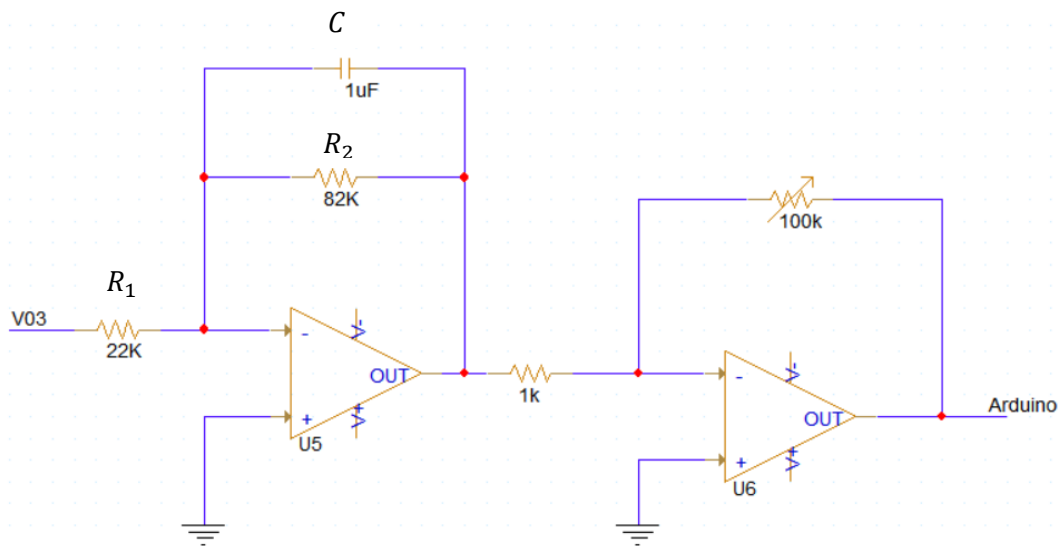 C
1uF
R₂
82K
100k
R₁
V03
22K
-
V-
OUT
+
V+
U5
1k
-
V-
OUT
+
V+
U6
Arduino